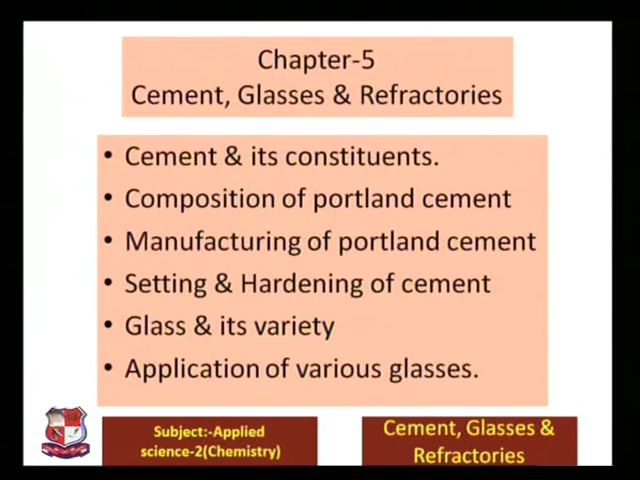 Chapter-5
Cement, Glasses & Refractories
• Cement & its constituents.
• Composition of portland cement
• Manufacturing of portland cement
• Setting & Hardening of cement
• Glass & its variety
• Application of various glasses.
Subject:-Applied
science-2(Chemistry)
Cement, Glasses &
Refractories